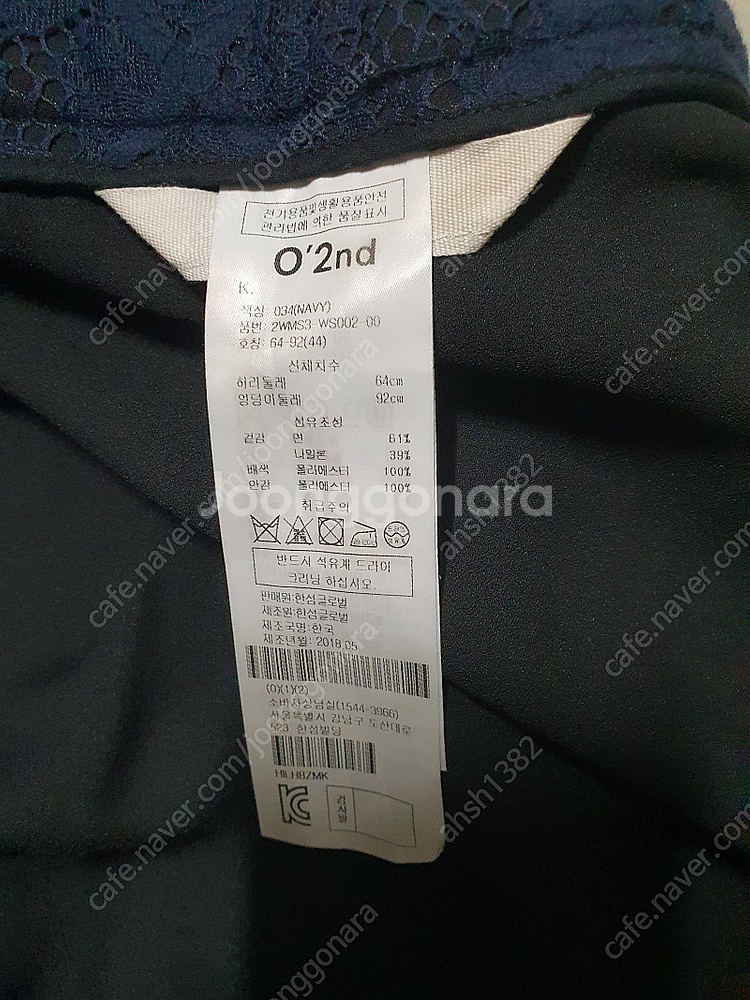 전기용품및생활용품안전
관리법에 의한 품질표시
O'2nd
K.
색상: 034(NAVY)
품번: 2WMS3-WS002-00
호칭: 64-92(44)
신체치수
허리둘레 64cm
엉덩이둘레 92cm
섬유조성
겉감 면 61%
나일론 39%
배색 폴리에스터 100%
안감 폴리에스터 100%
취급주의
반드시 석유계 드라이
크리닝 하십시오.
판매원:한섬글로벌
제조원:한섬글로벌
제조국명:한국
제조년월: 2018.05
(0)(1)(2)
소비자상담실(1544-3966)
서울특별시 강남구 도산대로
523 한섬빌딩
HILHBZMK
joonggonara
cafe.naver.com/joonggonara
ahsh1382